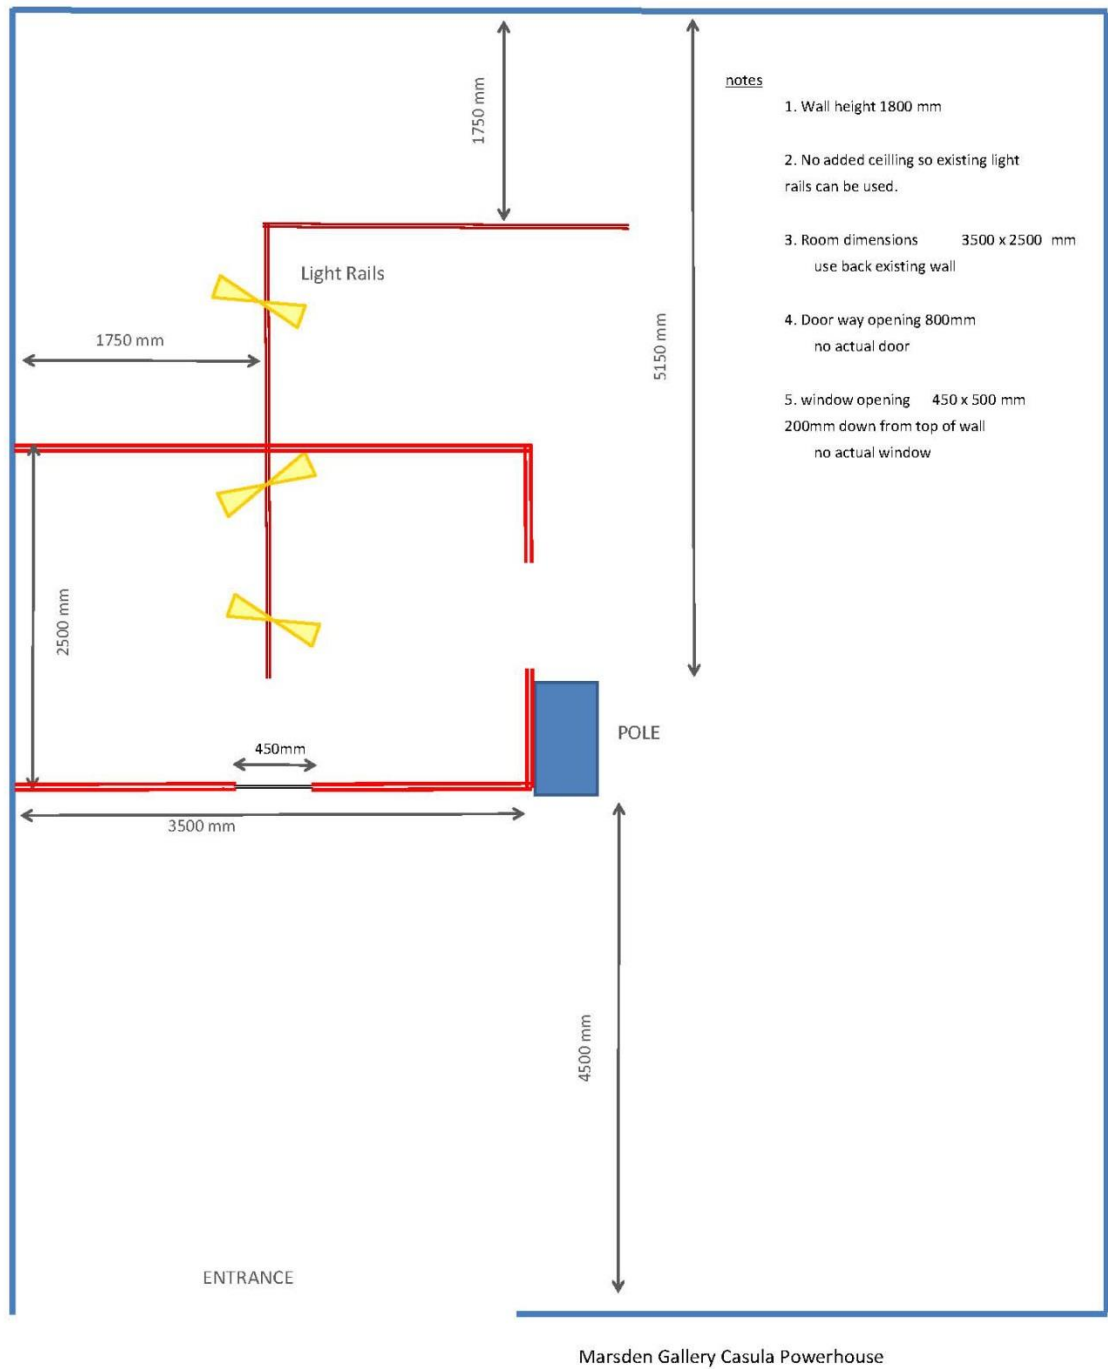 1750 mm
notes
1. Wall height 1800 mm
2. No added ceilling so existing light
rails can be used.
3. Room dimensions 3500 x 2500 mm
use back existing wall
Light Rails
4. Door way opening 800mm
no actual door
1750 mm
5150 mm
5. window opening 450 x 500 mm
200mm down from top of wall
no actual window
2500 mm
POLE
450mm
3500 mm
4500 mm
ENTRANCE
Marsden Gallery Casula Powerhouse